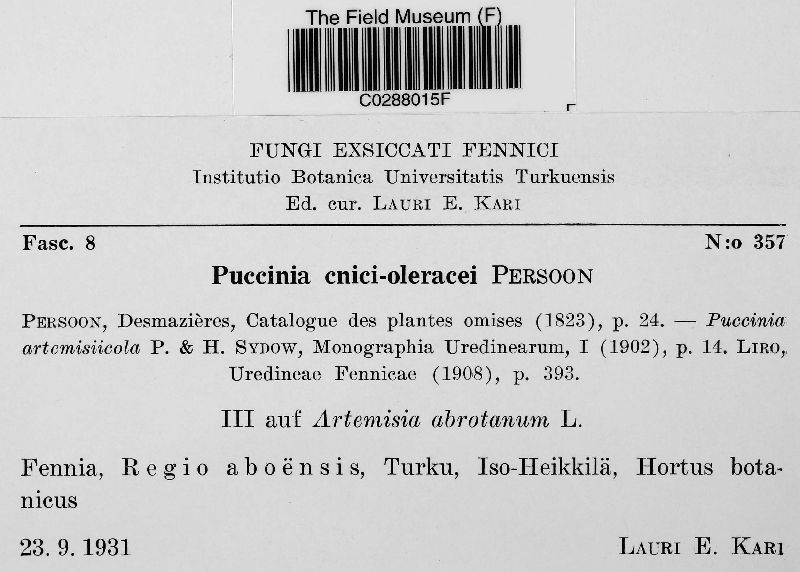 The Field Museum (F)
C0288015F
FUNGI EXSICCATI FENNICI
Institutio Botanica Universitatis Turkuensis
Ed. cur. LAURI E. KARI
Fasc. 8 N:o 357
Puccinia cnici-oleracei PERSOON
PERSOON, Desmazières, Catalogue des plantes omises (1823), p. 24. — Puccinia
artemisiicola P. & H. SYDOW, Monographia Uredinearum, I (1902), p. 14. LIRO,
Uredineae Fennicae (1908), p. 393.
III auf Artemisia abrotanum L.
Fennia, Regio aboënsis, Turku, Iso-Heikkilä, Hortus bota-
nicus
23. 9. 1931 LAURI E. KARI